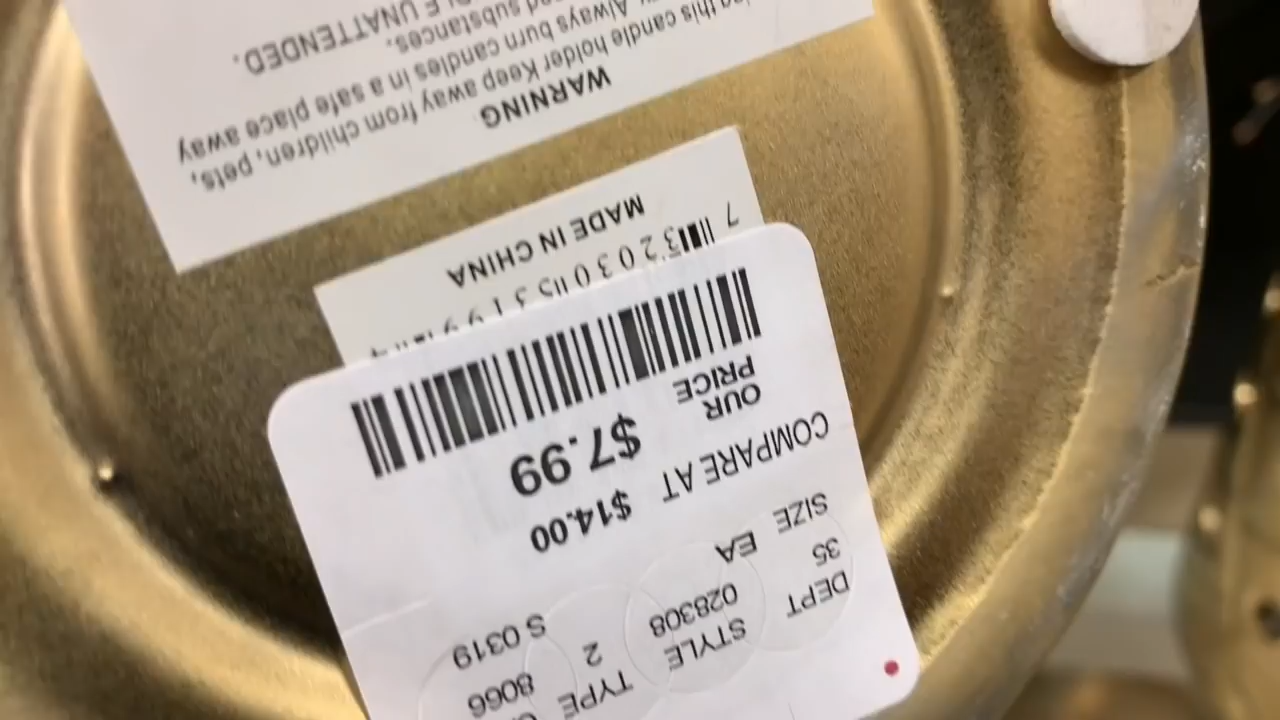 DEPT STYLE TYPE
35 028308 2 8066
SIZE EA S 0319
COMPARE AT $14.00
OUR
PRICE $7.99
MADE IN CHINA
WARNING
this candle holder Keep away from children, pets,
Always burn candles in a safe place away
substances.
UNATTENDED.